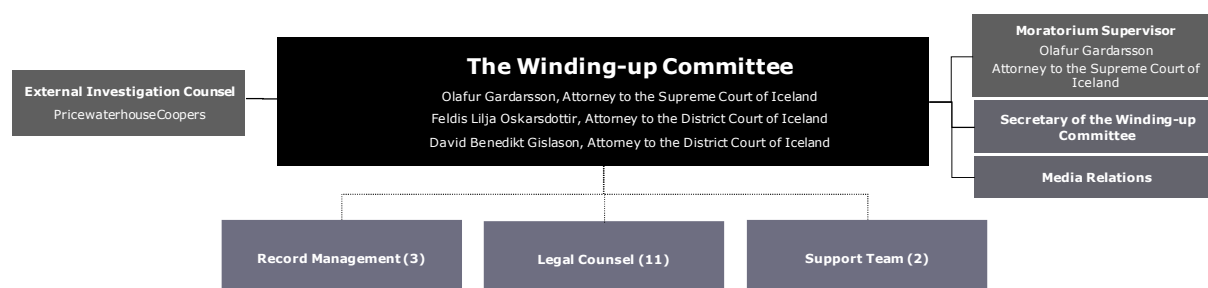 External Investigation Counsel
PricewaterhouseCoopers
The Winding-up Committee
Olafur Gardarsson, Attorney to the Supreme Court of Iceland
Feldis Lilja Oskarsdottir, Attorney to the District Court of Iceland
David Benedikt Gislason, Attorney to the District Court of Iceland
Moratorium Supervisor
Olafur Gardarsson
Attorney to the Supreme Court of
Iceland
Secretary of the Winding-up
Committee
Media Relations
Record Management (3)
Legal Counsel (11)
Support Team (2)